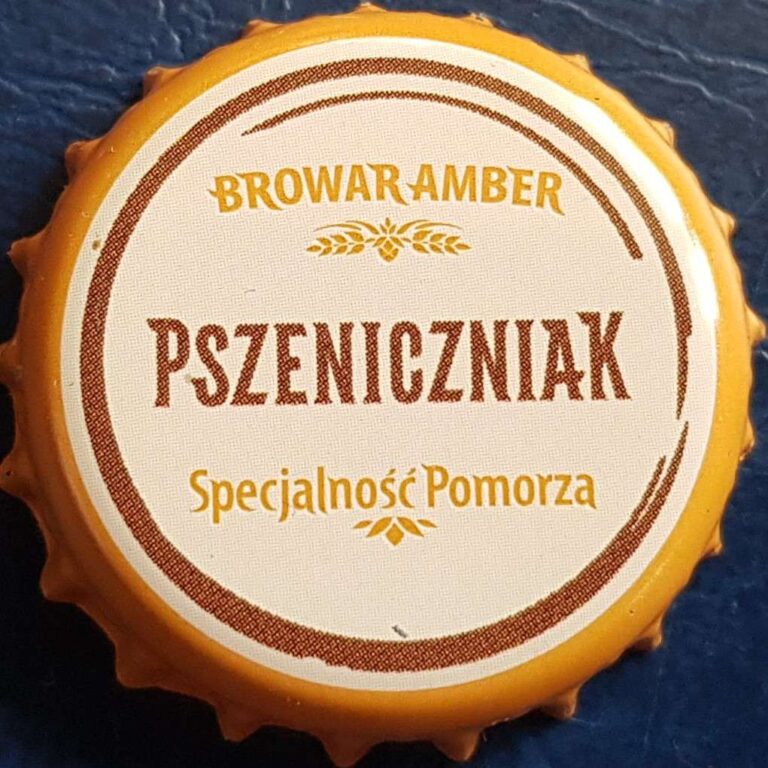 BROWAR AMBER
PSZENICZNIAK
Specjalność Pomorza